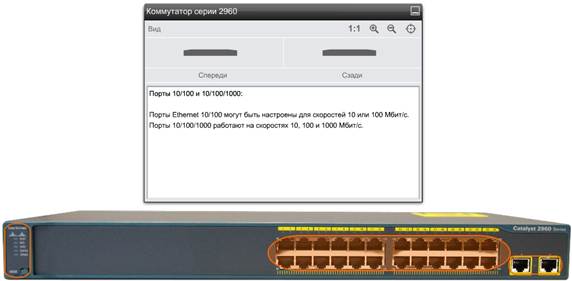 Коммутатор серии 2960
Вид
1:1
Спереди
Сзади
Порты 10/100 и 10/100/1000:
Порты Ethernet 10/100 могут быть настроены для скоростей 10 или 100 Мбит/с.
Порты 10/100/1000 работают на скоростях 10, 100 и 1000 Мбит/с.
Catalyst 2960 Series